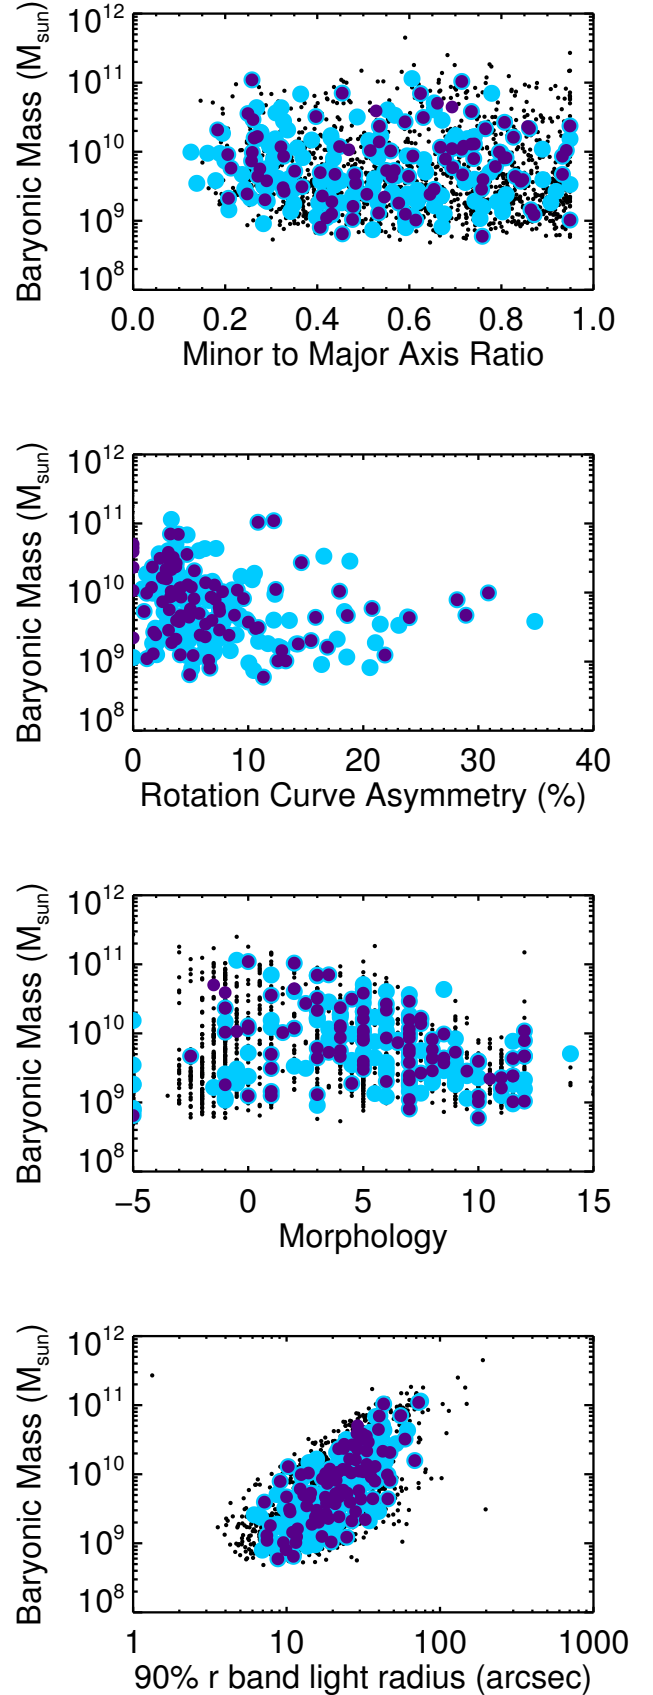 Baryonic Mass (M_sun)
10^12
10^11
10^10
10^9
10^8
0.0 0.2 0.4 0.6 0.8 1.0
Minor to Major Axis Ratio
Baryonic Mass (M_sun)
10^12
10^11
10^10
10^9
10^8
0 10 20 30 40
Rotation Curve Asymmetry (%)
Baryonic Mass (M_sun)
10^12
10^11
10^10
10^9
10^8
−5 0 5 10 15
Morphology
Baryonic Mass (M_sun)
10^12
10^11
10^10
10^9
10^8
1 10 100 1000
90% r band light radius (arcsec)